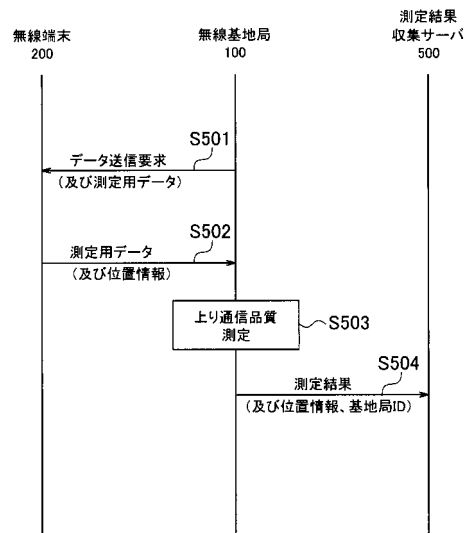 無線端末
200
無線基地局
100
測定結果
収集サーバ
500
S501
データ送信要求
(及び測定用データ)
S502
測定用データ
(及び位置情報)
上り通信品質
測定
S503
S504
測定結果
(及び位置情報、基地局ID)